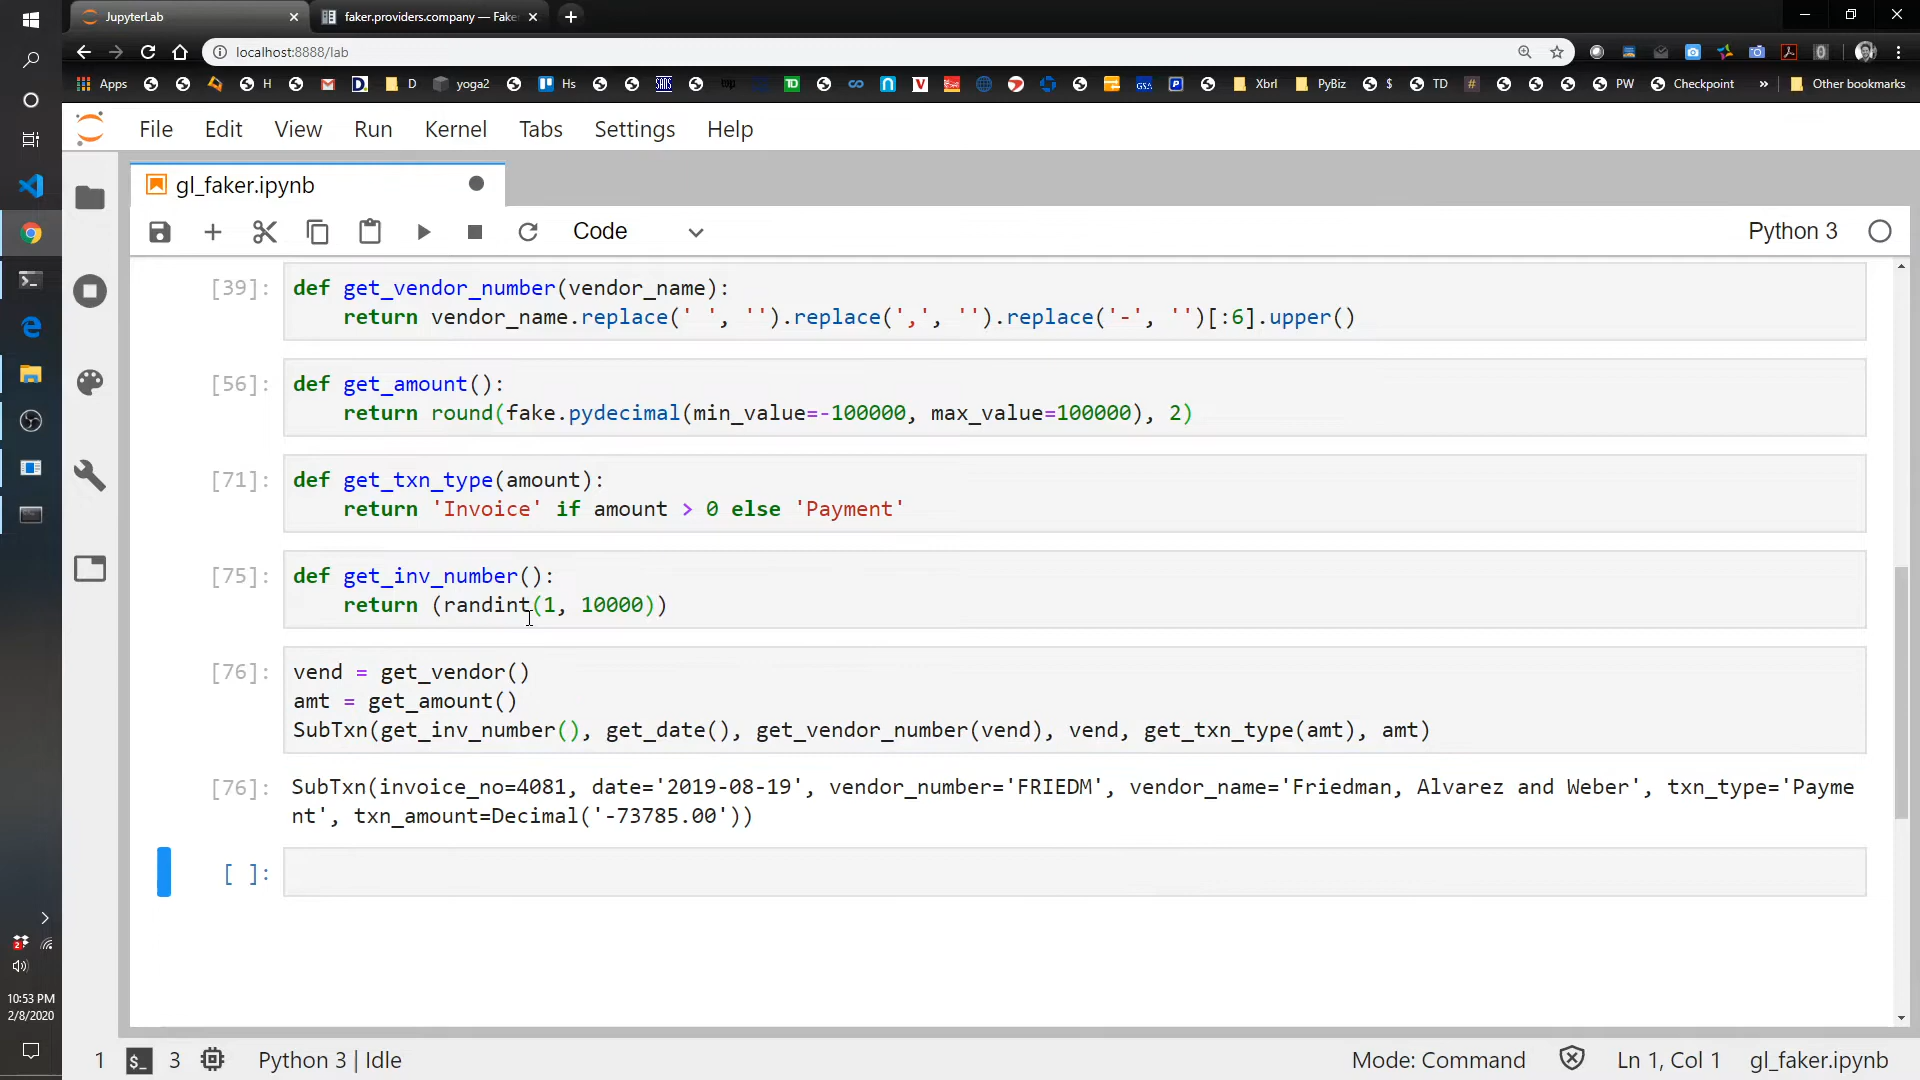 JupyterLab
faker.providers.company — Fake
localhost:8888/lab
Apps H D yoga2 Hs TD Xbrl PyBiz $ TD # PW Checkpoint » Other bookmarks
File Edit View Run Kernel Tabs Settings Help
gl_faker.ipynb
Code
Python 3
[39]: def get_vendor_number(vendor_name):
return vendor_name.replace(' ', '').replace(',', '').replace('-', '')[:6].upper()
[56]: def get_amount():
return round(fake.pydecimal(min_value=-100000, max_value=100000), 2)
[71]: def get_txn_type(amount):
return 'Invoice' if amount > 0 else 'Payment'
[75]: def get_inv_number():
return (randint(1, 10000))
[76]: vend = get_vendor()
amt = get_amount()
SubTxn(get_inv_number(), get_date(), get_vendor_number(vend), vend, get_txn_type(amt), amt)
[76]: SubTxn(invoice_no=4081, date='2019-08-19', vendor_number='FRIEDM', vendor_name='Friedman, Alvarez and Weber', txn_type='Payme
nt', txn_amount=Decimal('-73785.00'))
[ ]:
10:53 PM
2/8/2020
1 $_ 3 Python 3 | Idle Mode: Command Ln 1, Col 1 gl_faker.ipynb